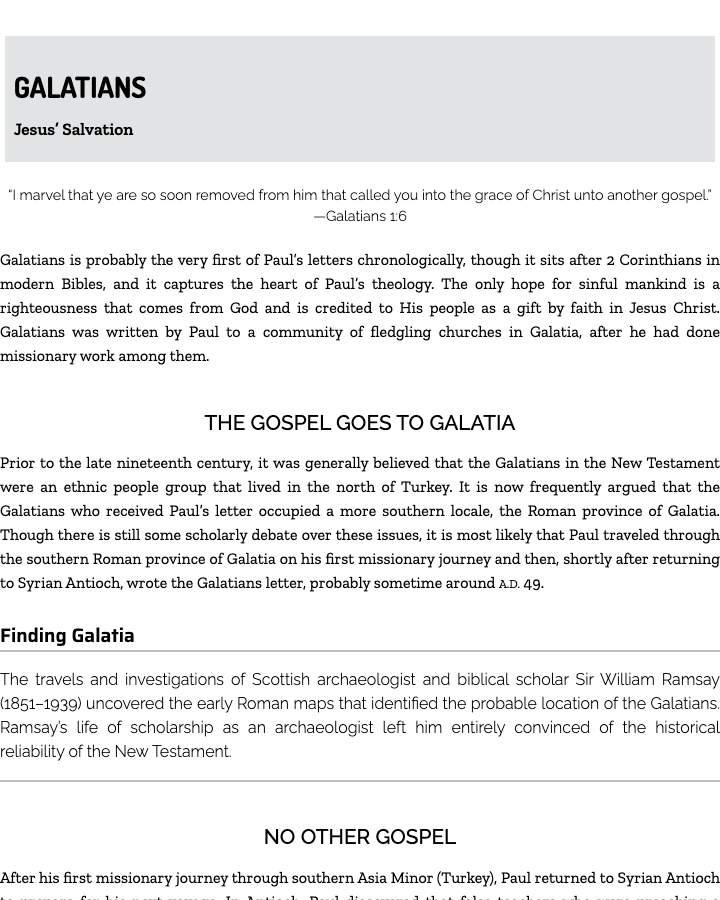 GALATIANS
Jesus’ Salvation
“I marvel that ye are so soon removed from him that called you into the grace of Christ unto another gospel.”
—Galatians 1:6
Galatians is probably the very first of Paul’s letters chronologically, though it sits after 2 Corinthians in
modern Bibles, and it captures the heart of Paul’s theology. The only hope for sinful mankind is a
righteousness that comes from God and is credited to His people as a gift by faith in Jesus Christ.
Galatians was written by Paul to a community of fledgling churches in Galatia, after he had done
missionary work among them.
THE GOSPEL GOES TO GALATIA
Prior to the late nineteenth century, it was generally believed that the Galatians in the New Testament
were an ethnic people group that lived in the north of Turkey. It is now frequently argued that the
Galatians who received Paul’s letter occupied a more southern locale, the Roman province of Galatia.
Though there is still some scholarly debate over these issues, it is most likely that Paul traveled through
the southern Roman province of Galatia on his first missionary journey and then, shortly after returning
to Syrian Antioch, wrote the Galatians letter, probably sometime around A.D. 49.
Finding Galatia
The travels and investigations of Scottish archaeologist and biblical scholar Sir William Ramsay
(1851–1939) uncovered the early Roman maps that identified the probable location of the Galatians.
Ramsay’s life of scholarship as an archaeologist left him entirely convinced of the historical
reliability of the New Testament.
NO OTHER GOSPEL
After his first missionary journey through southern Asia Minor (Turkey), Paul returned to Syrian Antioch